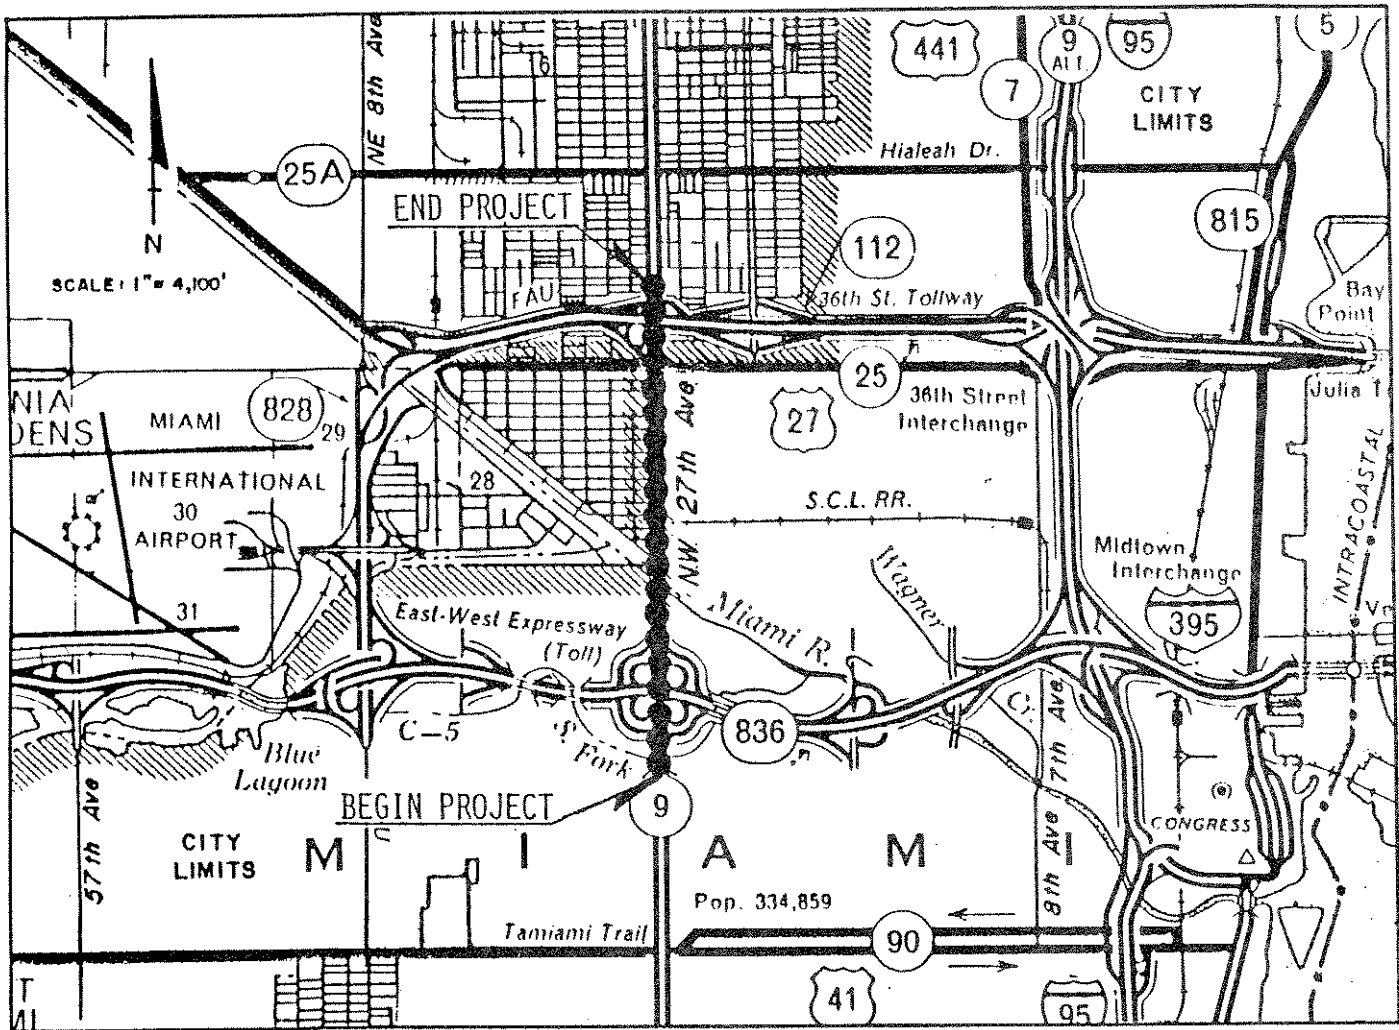 441
9
Alt.
95
5
7
CITY
LIMITS
NE 8th Ave
6
Hialeah Dr.
25A
END PROJECT
815
112
N
SCALE: 1" = 4,100'
FAU
36th St. Tollway
Bay
Point
25
36th Street
Interchange
27
Julia T
NIA
DENS
MIAMI
828
29
INTERNATIONAL
30
AIRPORT
28
NW. 27th Ave
S.C.L. RR.
INTRACOASTAL
Midtown
Interchange
Wagner
Cr.
395
31
East-West Expressway
(Toll)
Miami R.
836
C-5
S. Fork
Blue
Lagoon
BEGIN PROJECT
9
57th Ave
CITY
LIMITS
M I A M I
8th Ave
7th Ave
CONGRESS
Pop. 334,859
Tamiami Trail
90
41
95